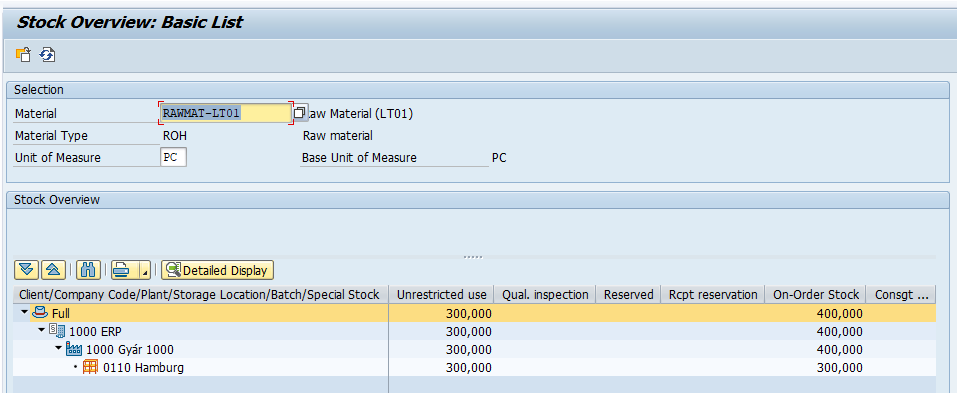 Stock Overview: Basic List
Selection
Material RAWMAT-LT01 aw Material (LT01)
Material Type ROH Raw material
Unit of Measure PC Base Unit of Measure PC
Stock Overview
Detailed Display
Client/Company Code/Plant/Storage Location/Batch/Special Stock Unrestricted use Qual. inspection Reserved Rcpt reservation On-Order Stock Consgt ...
Full 300,000 400,000
1000 ERP 300,000 400,000
1000 Gyár 1000 300,000 400,000
0110 Hamburg 300,000 300,000